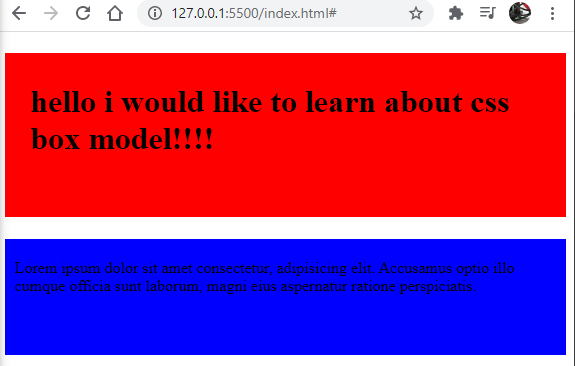 127.0.0.1:5500/index.html#
hello i would like to learn about css
box model!!!!
Lorem ipsum dolor sit amet consectetur, adipisicing elit. Accusamus optio illo
cumque officia sunt laborum, magni eius aspernatur ratione perspiciatis.